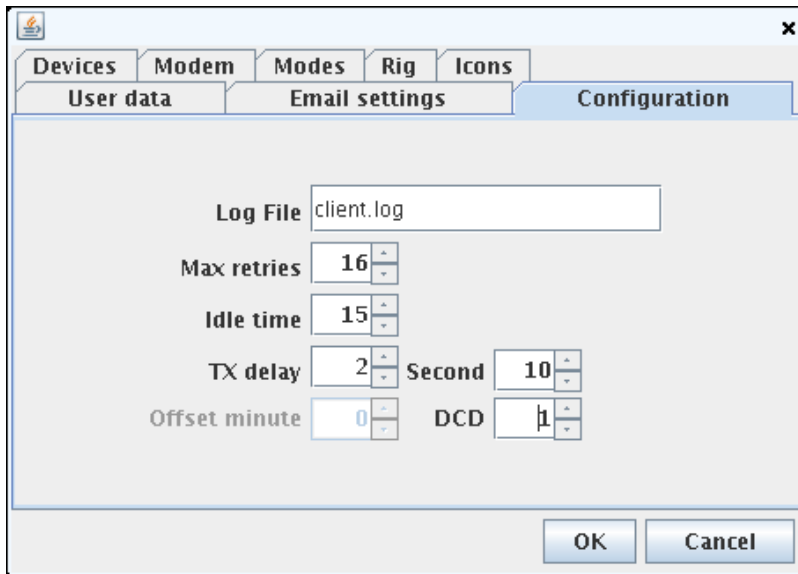 Devices Modem Modes Rig Icons
User data Email settings Configuration
Log File client.log
Max retries 16
Idle time 15
TX delay 2 Second 10
Offset minute 0 DCD 1
OK Cancel